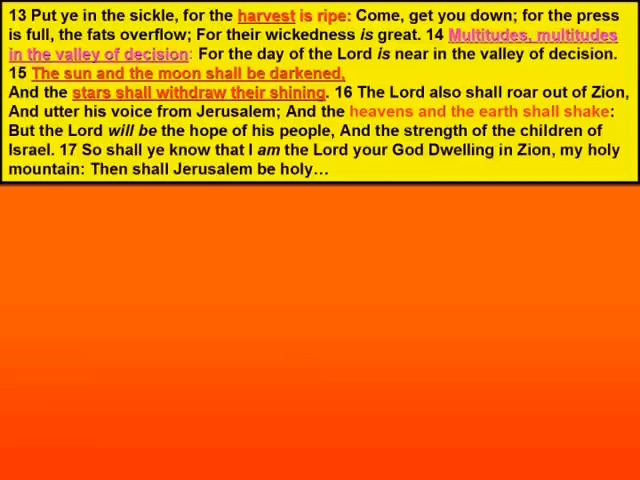 13 Put ye in the sickle, for the harvest is ripe: Come, get you down; for the press
is full, the fats overflow; For their wickedness is great. 14 Multitudes, multitudes
in the valley of decision: For the day of the Lord is near in the valley of decision.
15 The sun and the moon shall be darkened,
And the stars shall withdraw their shining. 16 The Lord also shall roar out of Zion,
And utter his voice from Jerusalem; And the heavens and the earth shall shake:
But the Lord will be the hope of his people, And the strength of the children of
Israel. 17 So shall ye know that I am the Lord your God Dwelling in Zion, my holy
mountain: Then shall Jerusalem be holy…